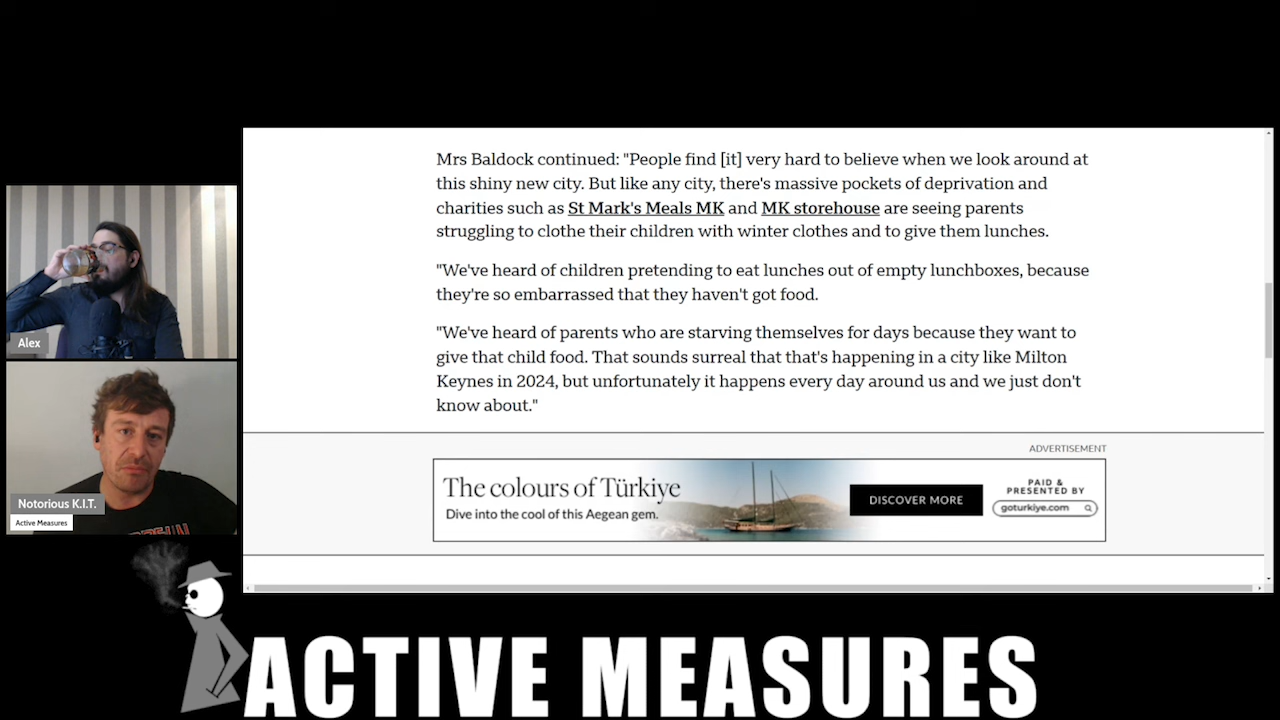 Mrs Baldock continued: "People find [it] very hard to believe when we look around at
this shiny new city. But like any city, there's massive pockets of deprivation and
charities such as St Mark's Meals MK and MK storehouse are seeing parents
struggling to clothe their children with winter clothes and to give them lunches.
"We've heard of children pretending to eat lunches out of empty lunchboxes, because
they're so embarrassed that they haven't got food.
"We've heard of parents who are starving themselves for days because they want to
give that child food. That sounds surreal that that's happening in a city like Milton
Keynes in 2024, but unfortunately it happens every day around us and we just don't
know about."
ADVERTISEMENT
The colours of Türkiye
Dive into the cool of this Aegean gem.
DISCOVER MORE
PAID &
PRESENTED BY
goturkiye.com
Alex
Notorious K.I.T.
Active Measures
ACTIVE MEASURES